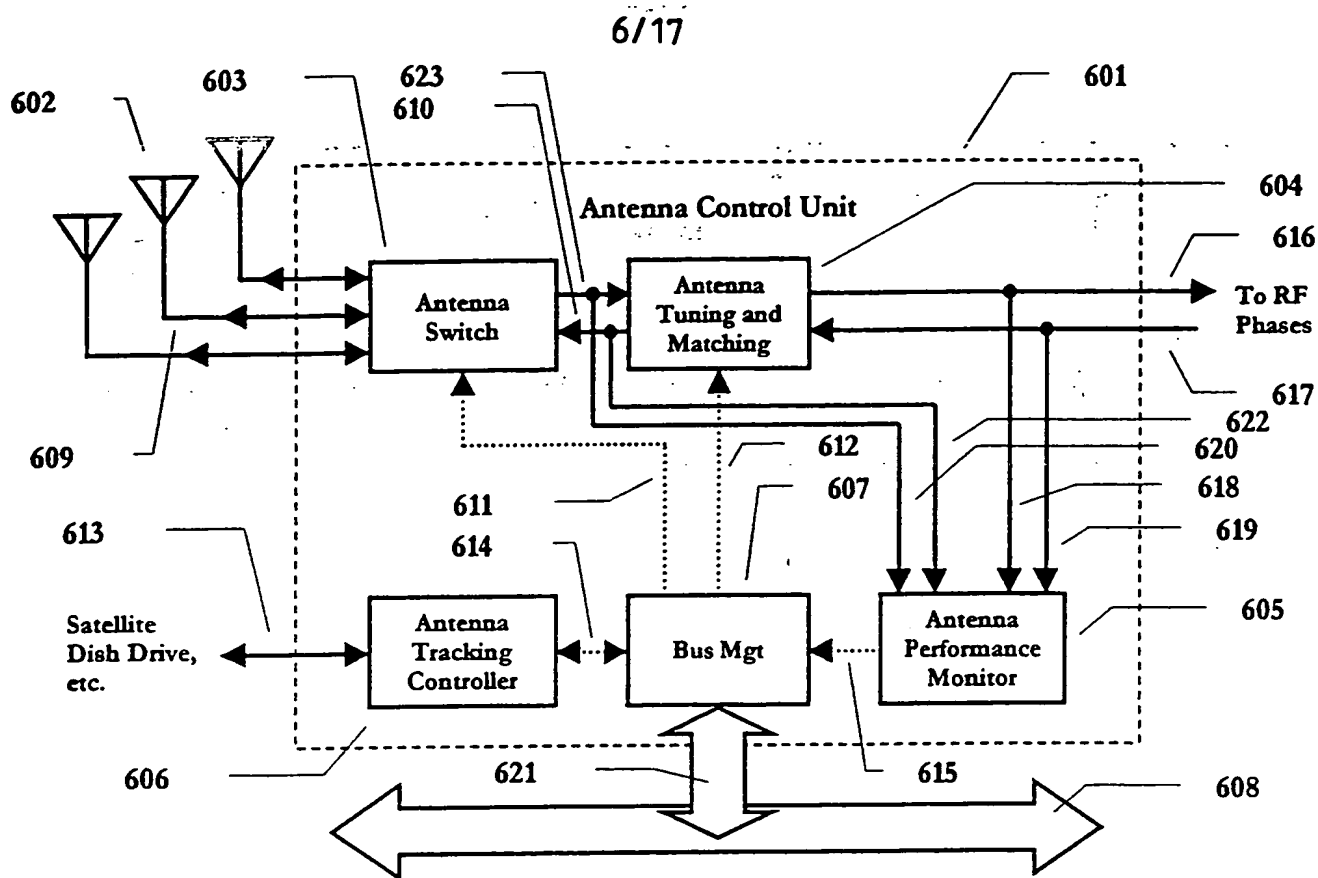 6/17
603
623
601
602
610
604
Antenna Control Unit
616
Antenna
Switch
Antenna
Tuning and
Matching
To RF
Phases
617
622
609
612
620
611
607
618
613
614
619
Satellite
Dish Drive,
etc.
Antenna
Tracking
Controller
Bus Mgt
Antenna
Performance
Monitor
605
606
621
615
608